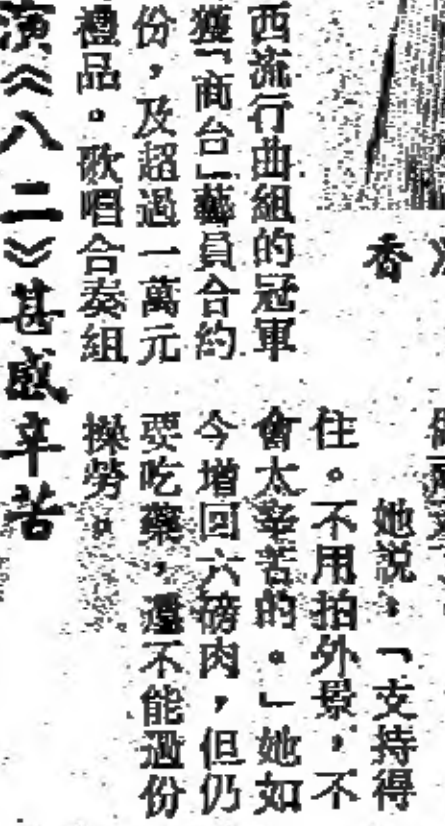 香
西流行曲組的冠軍
獲「商台」藝員合約
份，及超過一萬元
禮品。歌唱合奏組
演《八二》甚感辛苦
她說，「支持得
住。不用拍外景，不
會太辛苦的。」她如
今增回六磅肉，但仍
要吃藥，還不能過份
操勞。